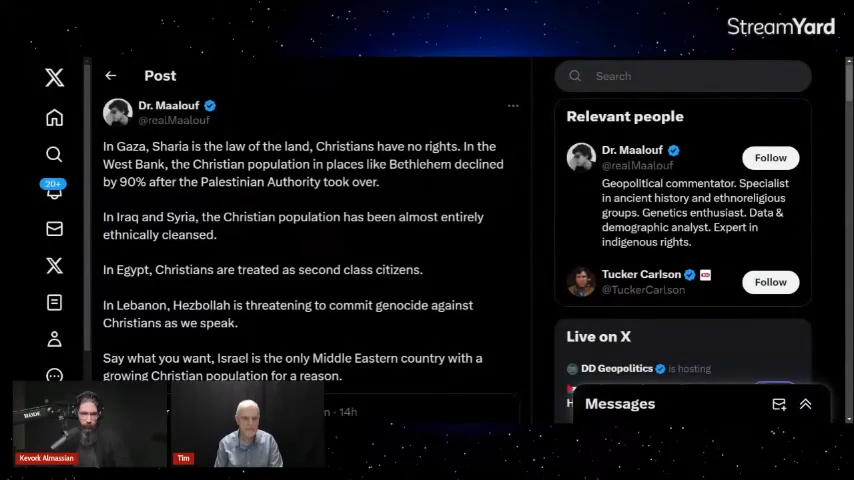 StreamYard
Post
Search
Dr. Maalouf
@realMaalouf
In Gaza, Sharia is the law of the land, Christians have no rights. In the
West Bank, the Christian population in places like Bethlehem declined
by 90% after the Palestinian Authority took over.
In Iraq and Syria, the Christian population has been almost entirely
ethnically cleansed.
In Egypt, Christians are treated as second class citizens.
In Lebanon, Hezbollah is threatening to commit genocide against
Christians as we speak.
Say what you want, Israel is the only Middle Eastern country with a
growing Christian population for a reason.
14h
20+
Relevant people
Dr. Maalouf
@realMaalouf
Follow
Geopolitical commentator. Specialist
in ancient history and ethnoreligious
groups. Genetics enthusiast. Data &
demographic analyst. Expert in
indigenous rights.
Tucker Carlson
@TuckerCarlson
Follow
Live on X
DD Geopolitics is hosting
Messages
RODE
Kevork Almassian
Tim